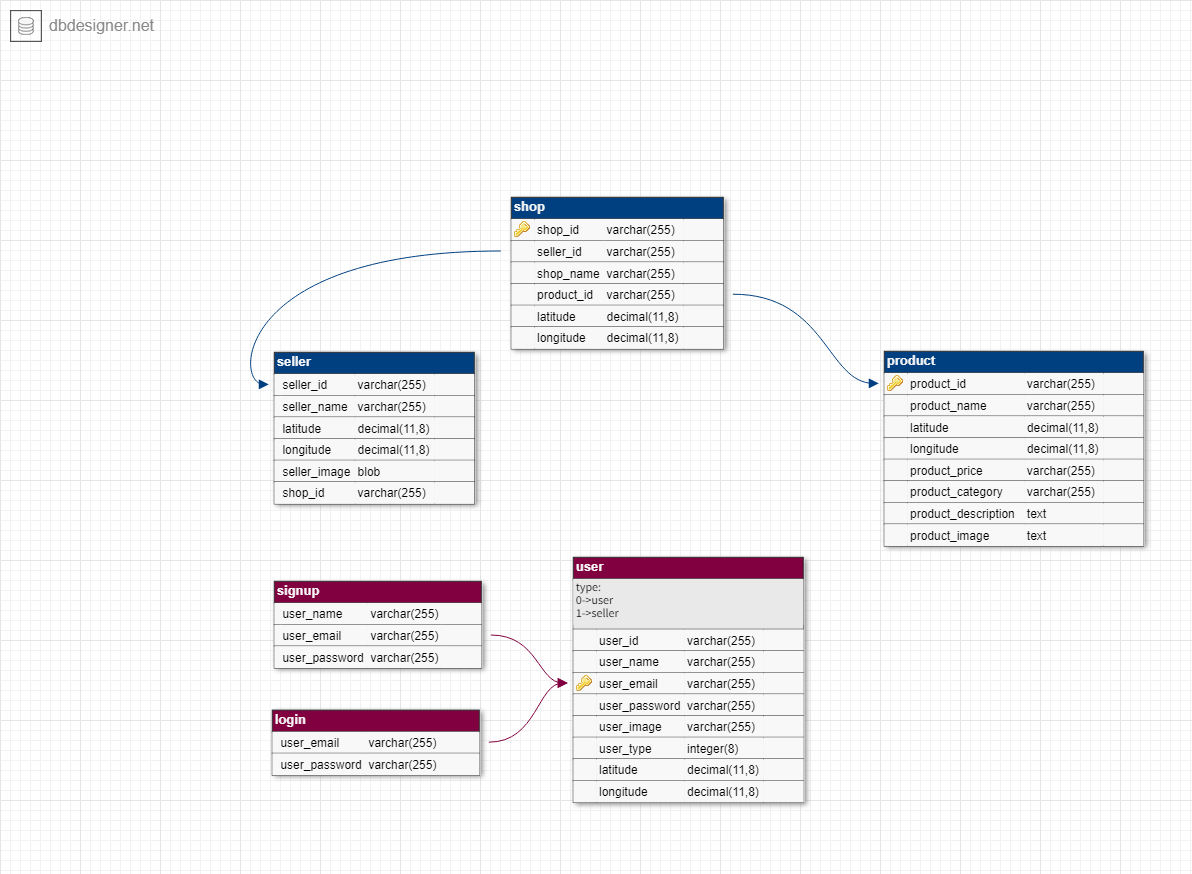 dbdesigner.net
shop
shop_id varchar(255)
seller_id varchar(255)
shop_name varchar(255)
product_id varchar(255)
latitude decimal(11,8)
longitude decimal(11,8)
seller
seller_id varchar(255)
seller_name varchar(255)
latitude decimal(11,8)
longitude decimal(11,8)
seller_image blob
shop_id varchar(255)
product
product_id varchar(255)
product_name varchar(255)
latitude decimal(11,8)
longitude decimal(11,8)
product_price varchar(255)
product_category varchar(255)
product_description text
product_image text
signup
user_name varchar(255)
user_email varchar(255)
user_password varchar(255)
login
user_email varchar(255)
user_password varchar(255)
user
type:
0->user
1->seller
user_id varchar(255)
user_name varchar(255)
user_email varchar(255)
user_password varchar(255)
user_image varchar(255)
user_type integer(8)
latitude decimal(11,8)
longitude decimal(11,8)